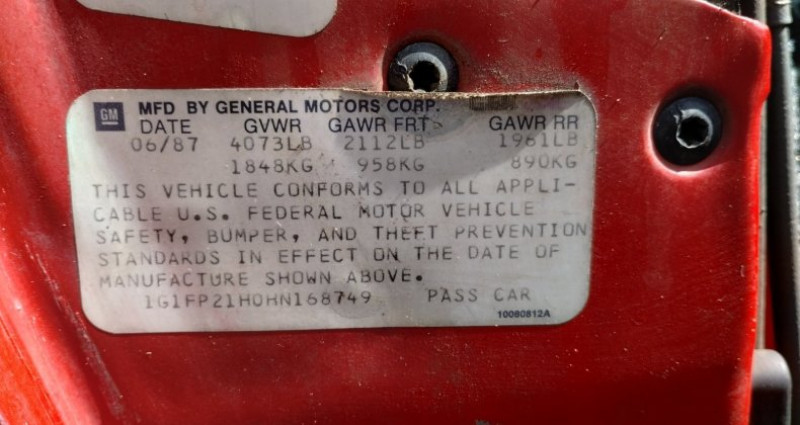 GM MFD BY GENERAL MOTORS CORP.
DATE GVWR GAWR FRT GAWR RR
06/87 4073LB 2112LB 1961LB
1848KG 958KG 890KG
THIS VEHICLE CONFORMS TO ALL APPLI-
CABLE U.S. FEDERAL MOTOR VEHICLE
SAFETY, BUMPER, AND THEFT PREVENTION
STANDARDS IN EFFECT ON THE DATE OF
MANUFACTURE SHOWN ABOVE.
1G1FP21H0HN168749 PASS CAR
10080812A